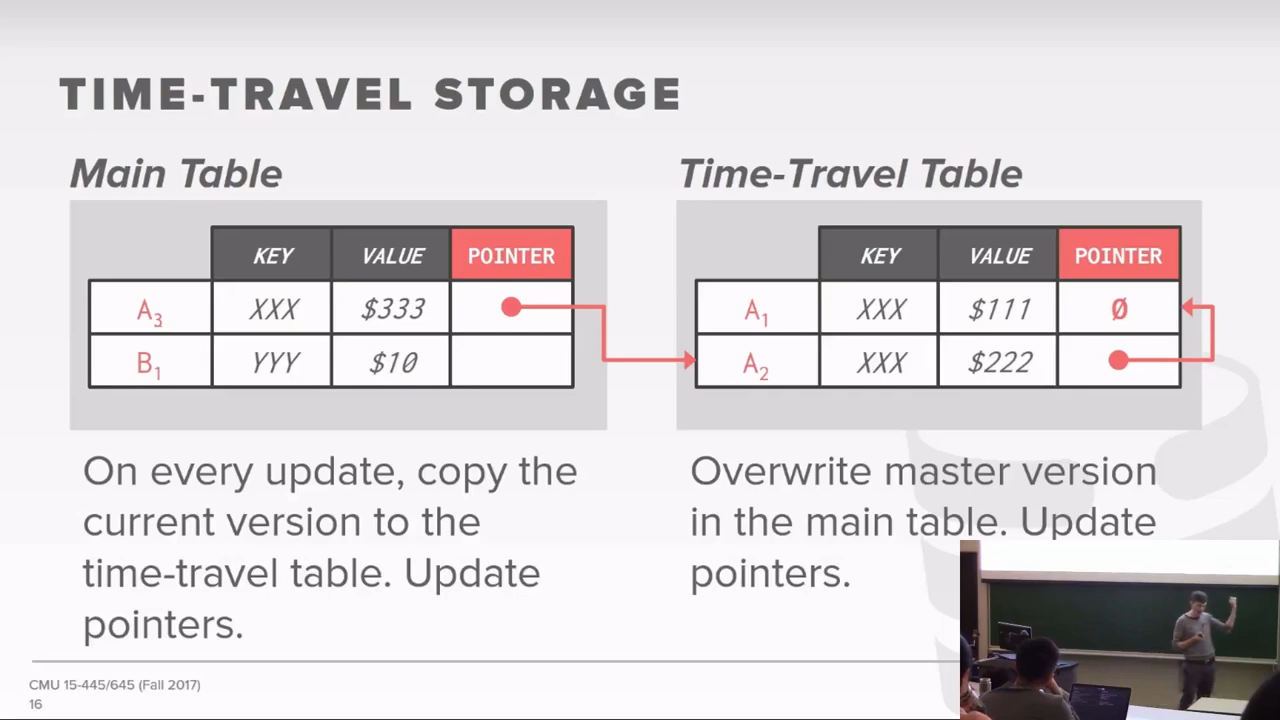 TIME-TRAVEL STORAGE
Main Table
KEY VALUE POINTER
A3 XXX $333
B1 YYY $10
Time-Travel Table
KEY VALUE POINTER
A1 XXX $111 Ø
A2 XXX $222
On every update, copy the
current version to the
time-travel table. Update
pointers.
Overwrite master version
in the main table. Update
pointers.
CMU 15-445/645 (Fall 2017)
16